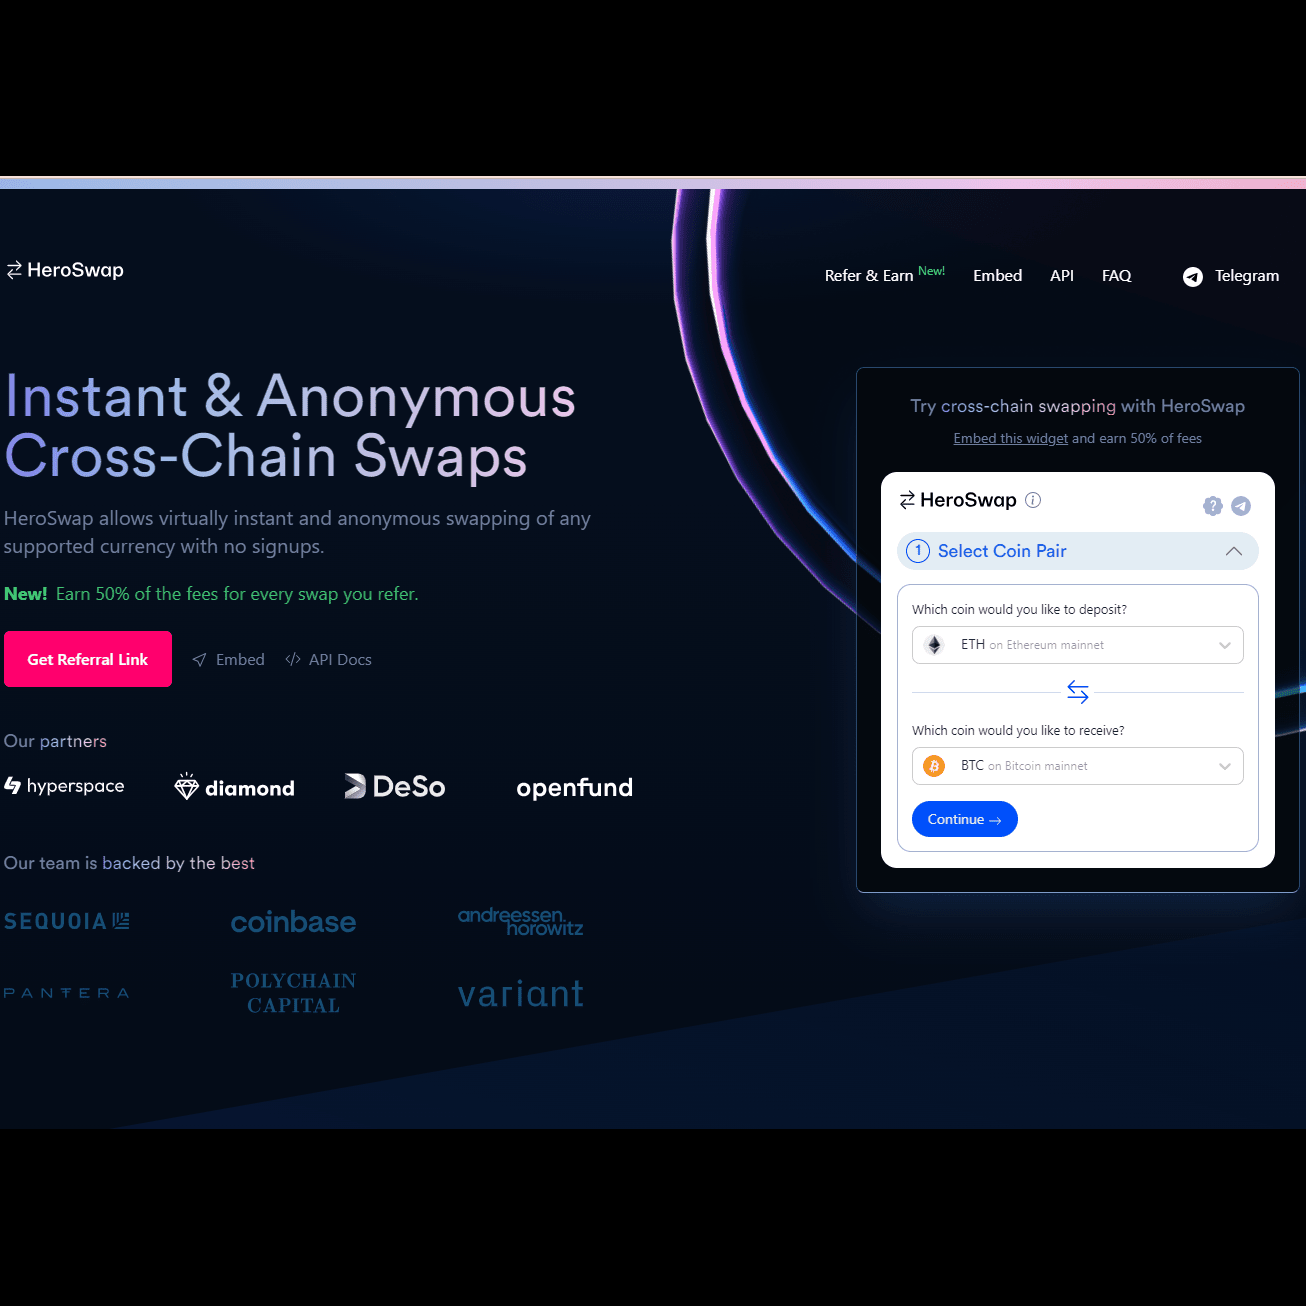 HeroSwap
Refer & Earn New!
Embed
API
FAQ
Telegram
Instant & Anonymous
Cross-Chain Swaps
HeroSwap allows virtually instant and anonymous swapping of any
supported currency with no signups.
New! Earn 50% of the fees for every swap you refer.
Get Referral Link
Embed
API Docs
Our partners
hyperspace
diamond
DeSo
openfund
Our team is backed by the best
SEQUOIA
coinbase
andreessen.
horowitz
PANTERA
POLYCHAIN
CAPITAL
variant
Try cross-chain swapping with HeroSwap
Embed this widget and earn 50% of fees
HeroSwap
1 Select Coin Pair
Which coin would you like to deposit?
ETH on Ethereum mainnet
Which coin would you like to receive?
BTC on Bitcoin mainnet
Continue →